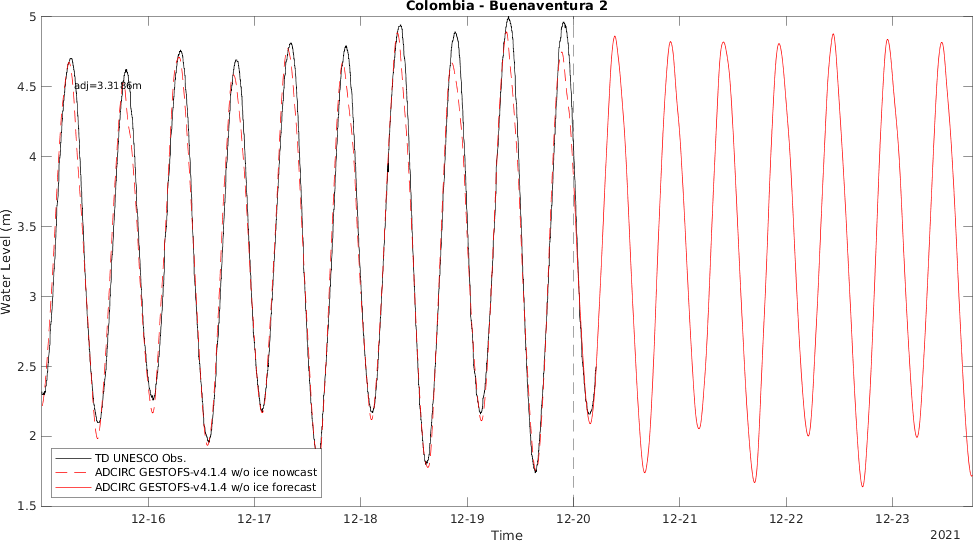 Colombia - Buenaventura 2
5
4.5
4
3.5
3
2.5
2
1.5
Water Level (m)
adj=3.3186m
TD UNESCO Obs.
ADCIRC GESTOFS-v4.1.4 w/o ice nowcast
ADCIRC GESTOFS-v4.1.4 w/o ice forecast
12-16
12-17
12-18
12-19
12-20
12-21
12-22
12-23
Time
2021